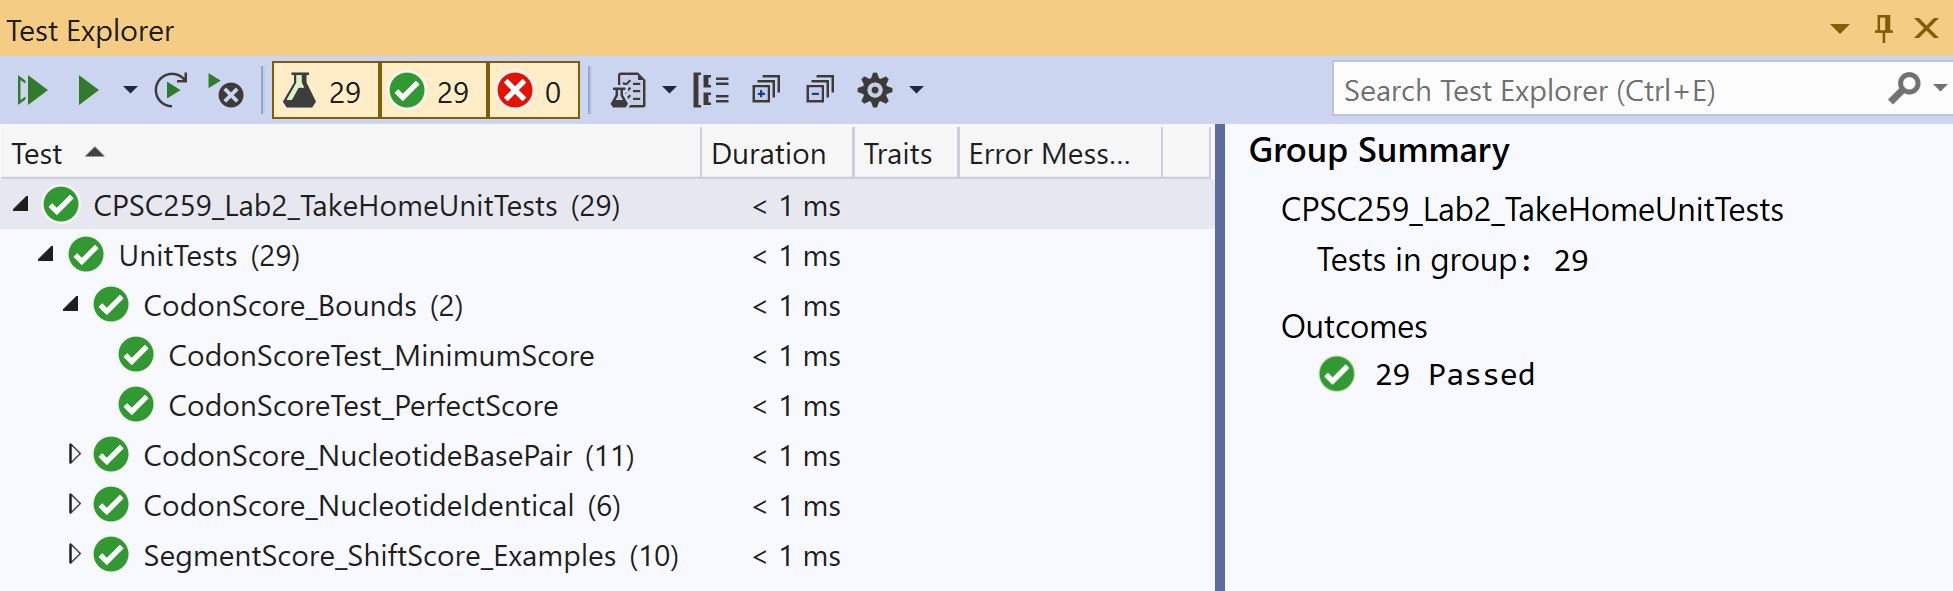 Test Explorer
29 29 0 Search Test Explorer (Ctrl+E)
Test Duration Traits Error Mess...
CPSC259_Lab2_TakeHomeUnitTests (29) < 1 ms
UnitTests (29) < 1 ms
CodonScore_Bounds (2) < 1 ms
CodonScoreTest_MinimumScore < 1 ms
CodonScoreTest_PerfectScore < 1 ms
CodonScore_NucleotideBasePair (11) < 1 ms
CodonScore_NucleotideIdentical (6) < 1 ms
SegmentScore_ShiftScore_Examples (10) < 1 ms
Group Summary
CPSC259_Lab2_TakeHomeUnitTests
Tests in group: 29
Outcomes
29 Passed